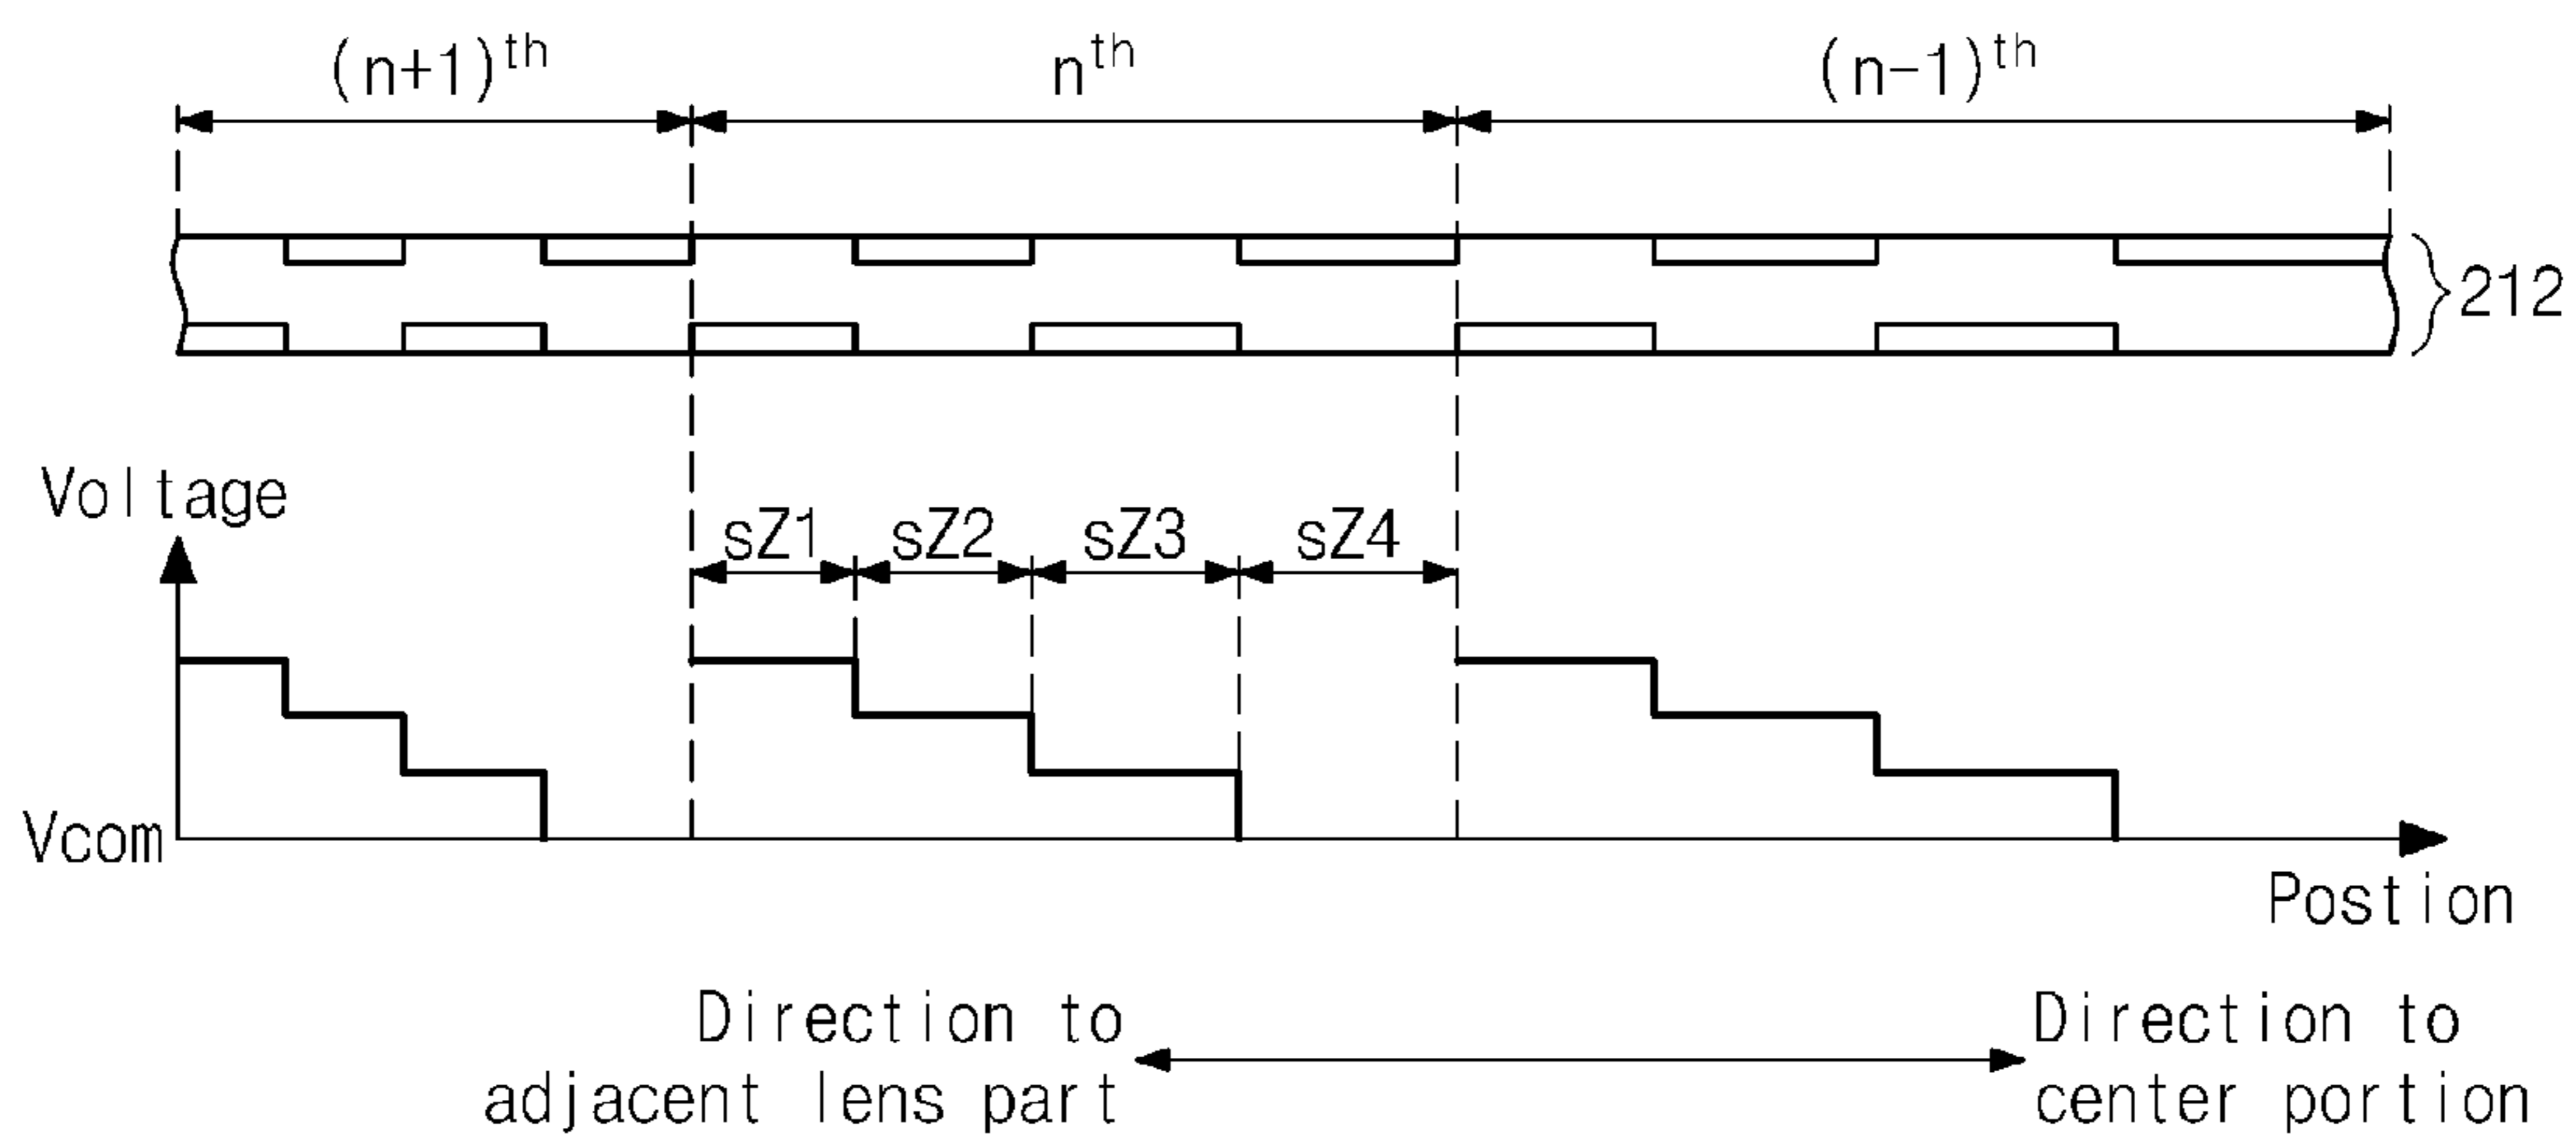 (n+1)th nth (n-1)th
212
Voltage
sZ1 sZ2 sZ3 sZ4
Vcom
Postion
Direction to
adjacent lens part
Direction to
center portion